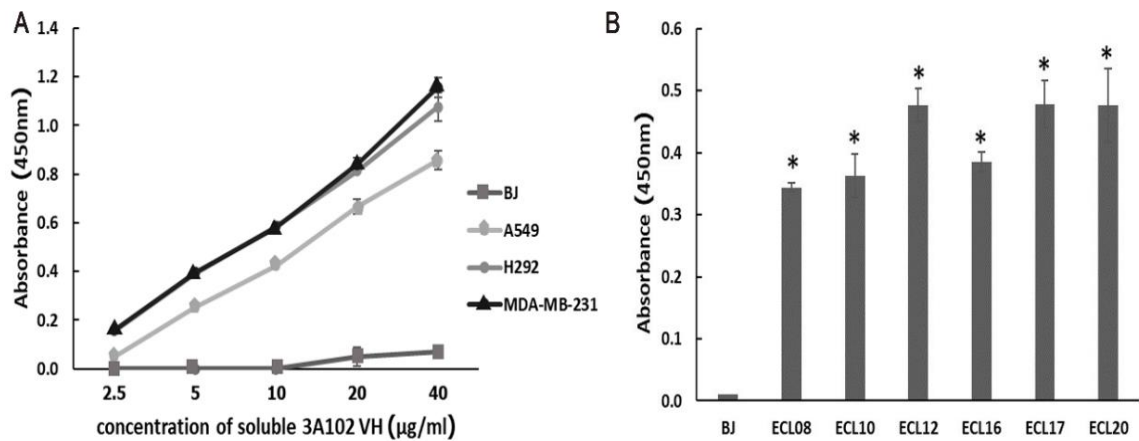 A
Absorbance (450nm)
1.4
1.2
1.0
0.8
0.6
0.4
0.2
0.0
2.5 5 10 20 40
concentration of soluble 3A102 VH (µg/ml)
BJ
A549
H292
MDA-MB-231
B
Absorbance (450nm)
0.6
0.5
0.4
0.3
0.2
0.1
0.0
* * * * * *
BJ ECL08 ECL10 ECL12 ECL16 ECL17 ECL20